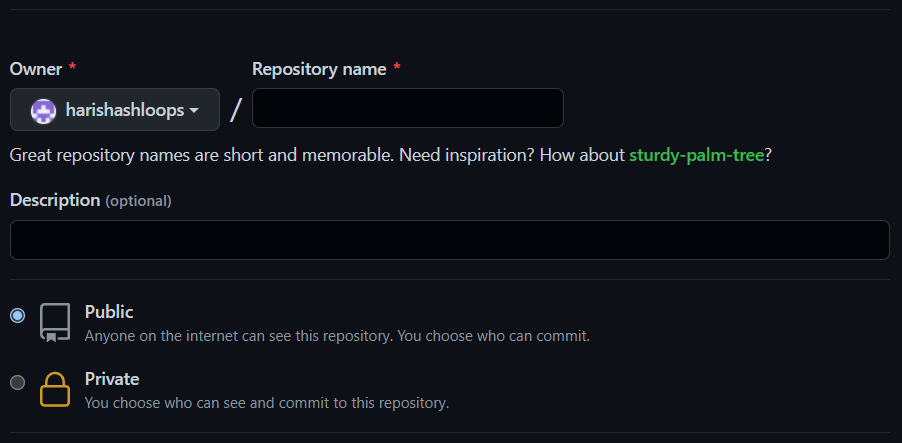 Owner *
Repository name *
harishashloops /
Great repository names are short and memorable. Need inspiration? How about sturdy-palm-tree?
Description (optional)
Public
Anyone on the internet can see this repository. You choose who can commit.
Private
You choose who can see and commit to this repository.